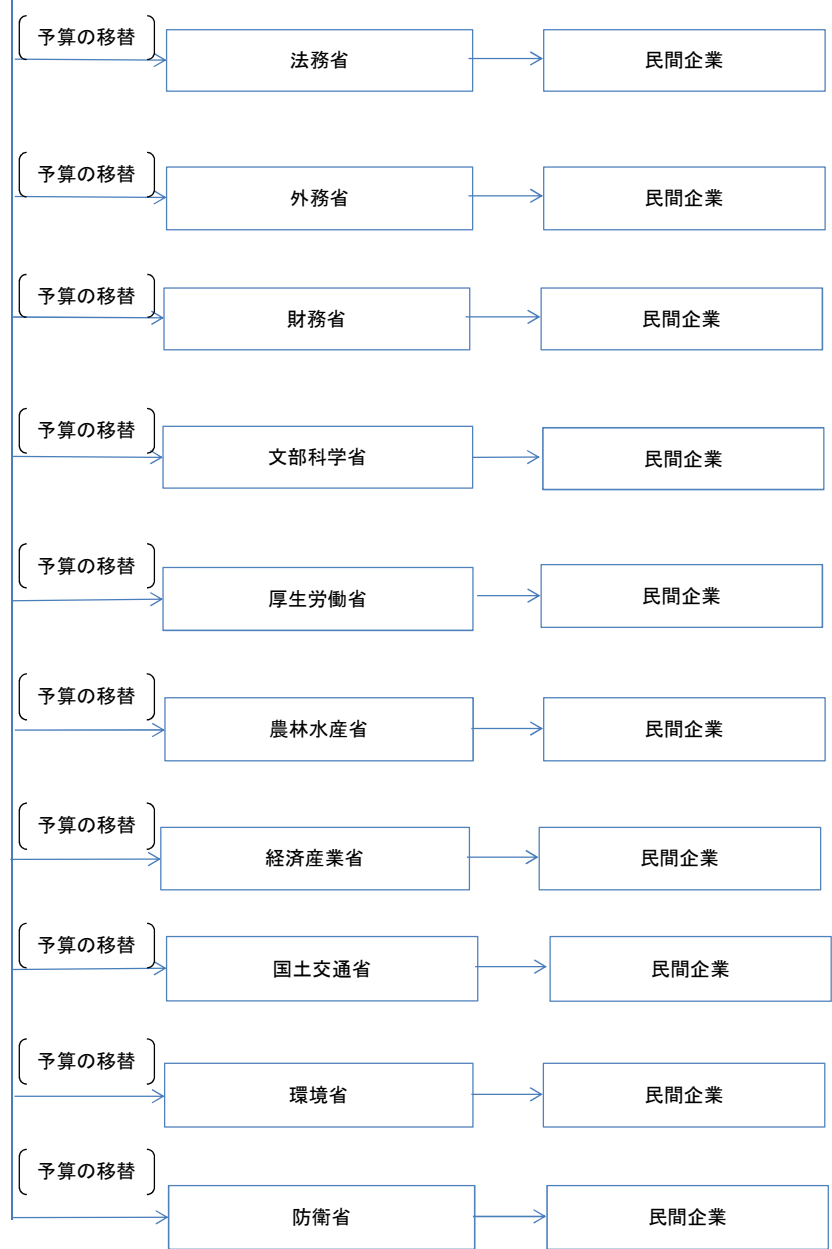 予算の移替
法務省
民間企業
予算の移替
外務省
民間企業
予算の移替
財務省
民間企業
予算の移替
文部科学省
民間企業
予算の移替
厚生労働省
民間企業
予算の移替
農林水産省
民間企業
予算の移替
経済産業省
民間企業
予算の移替
国土交通省
民間企業
予算の移替
環境省
民間企業
予算の移替
防衛省
民間企業